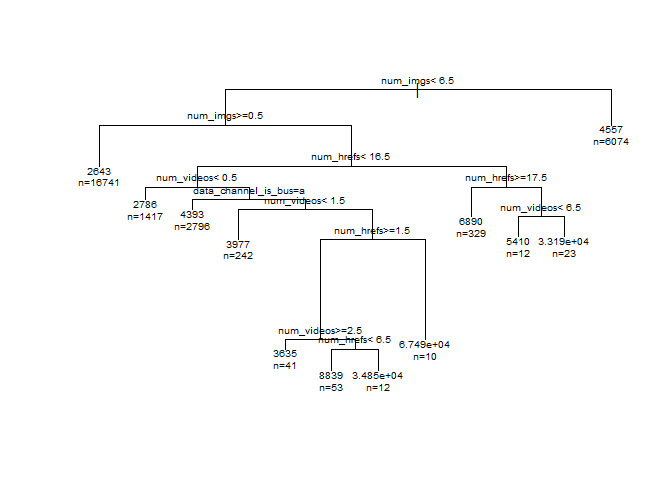 num_imgs< 6.5
num_imgs>=0.5
4557
n=6074
num_hrefs< 16.5
2643
n=16741
num_videos< 0.5
num_hrefs>=17.5
data_channel_is_bus=a
2786
n=1417
num_videos< 1.5
4393
n=2796
num_videos< 6.5
6890
n=329
3977
n=242
num_hrefs>=1.5
5410
n=12
3.319e+04
n=23
num_videos>=2.5
num_hrefs< 6.5
6.749e+04
n=10
3635
n=41
8839
n=53
3.485e+04
n=12